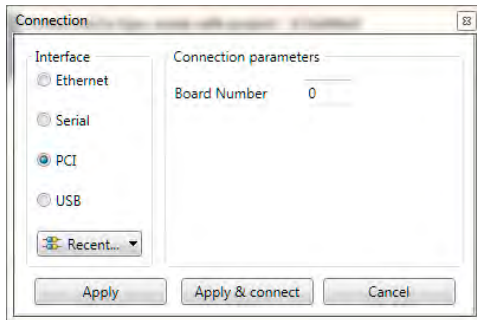 Connection
Interface
Connection parameters
Ethernet
Board Number 0
Serial
PCI
USB
Recent...
Apply
Apply & connect
Cancel